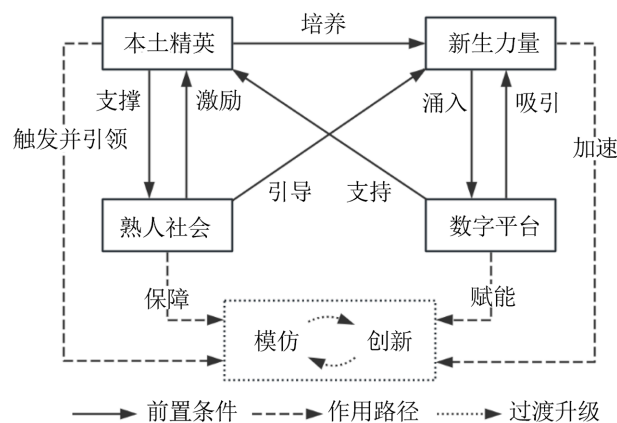 培养
本土精英
新生力量
支撑
激励
涌入
吸引
触发并引领
加速
引导
支持
熟人社会
数字平台
保障
赋能
模仿
创新
前置条件
作用路径
过渡升级